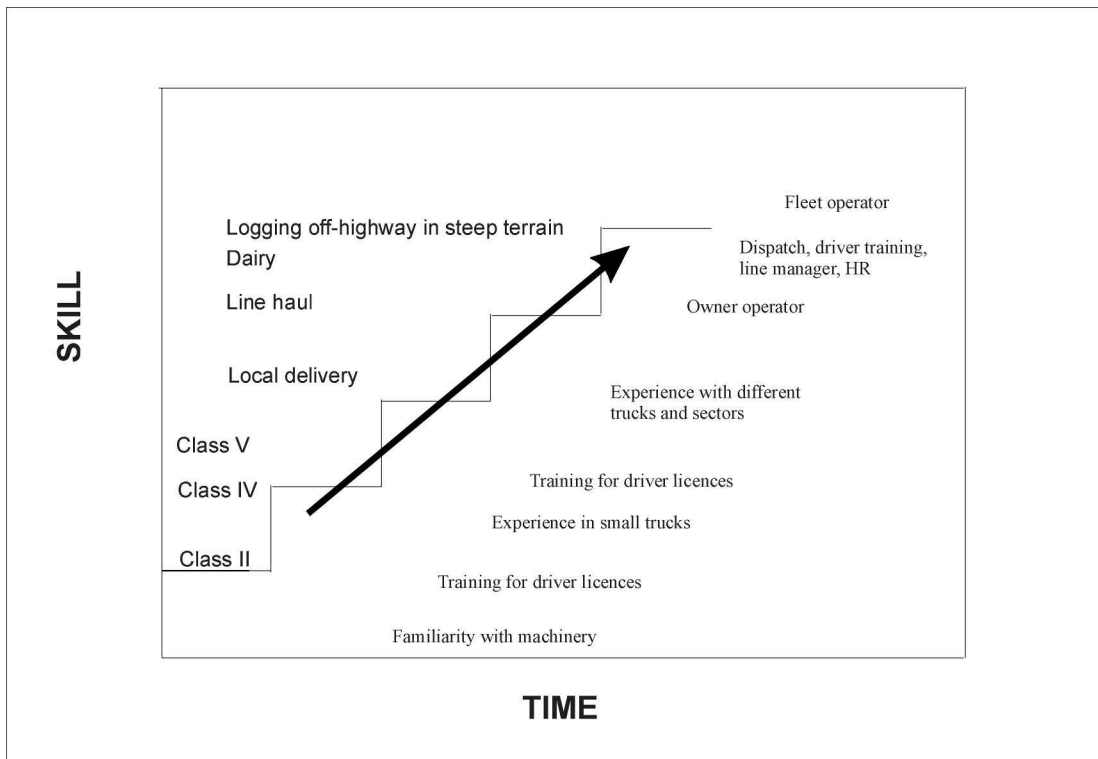 Fleet operator
Logging off-highway in steep terrain
Dispatch, driver training,
line manager, HR
Dairy
Line haul
Owner operator
SKILL
Local delivery
Experience with different
trucks and sectors
Class V
Training for driver licences
Class IV
Experience in small trucks
Class II
Training for driver licences
Familiarity with machinery
TIME